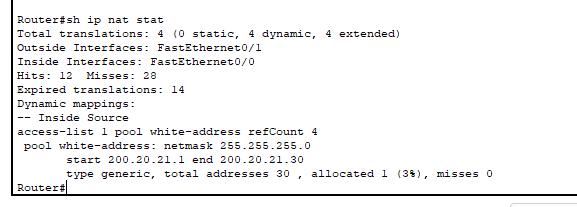 Router#sh ip nat stat
Total translations: 4 (0 static, 4 dynamic, 4 extended)
Outside Interfaces: FastEthernet0/1
Inside Interfaces: FastEthernet0/0
Hits: 12  Misses: 28
Expired translations: 14
Dynamic mappings:
-- Inside Source
access-list 1 pool white-address refCount 4
 pool white-address: netmask 255.255.255.0
       start 200.20.21.1 end 200.20.21.30
       type generic, total addresses 30 , allocated 1 (3%), misses 0
Router#